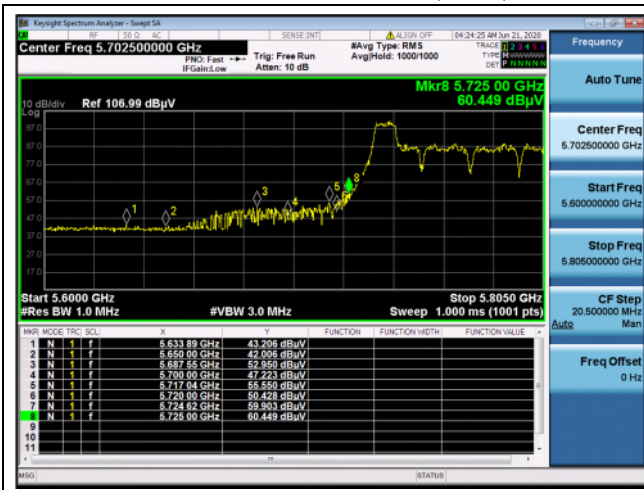 Keysight Spectrum Analyzer - Swept SA
RF 50 Ω AC SENSE:INT ALIGN OFF 04:24:25 AM Jun 21, 2020
Center Freq 5.702500000 GHz
PNO: Fast
IFGain:Low
Trig: Free Run
Atten: 10 dB
#Avg Type: RMS
Avg|Hold: 1000/1000
TRACE 1 2 3 4 5 6
TYPE M WWWWW
DET P N N N N N
Mkr8 5.725 00 GHz
60.449 dBµV
10 dB/div Ref 106.99 dBµV
Log
97.0
87.0
77.0
67.0
57.0
47.0
37.0
27.0
17.0
1
2
3
4
5
8
Start 5.6000 GHz Stop 5.8050 GHz
#Res BW 1.0 MHz #VBW 3.0 MHz Sweep 1.000 ms (1001 pts)
MKR MODE TRC SCL X Y FUNCTION FUNCTION WIDTH FUNCTION VALUE
1 N 1 f 5.633 89 GHz 43.206 dBµV
2 N 1 f 5.650 00 GHz 42.006 dBµV
3 N 1 f 5.687 55 GHz 52.950 dBµV
4 N 1 f 5.700 00 GHz 47.223 dBµV
5 N 1 f 5.717 04 GHz 55.550 dBµV
6 N 1 f 5.720 00 GHz 50.428 dBµV
7 N 1 f 5.724 62 GHz 59.903 dBµV
8 N 1 f 5.725 00 GHz 60.449 dBµV
9
10
11
MSG STATUS
Frequency
Auto Tune
Center Freq
5.702500000 GHz
Start Freq
5.600000000 GHz
Stop Freq
5.805000000 GHz
CF Step
20.500000 MHz
Auto Man
Freq Offset
0 Hz